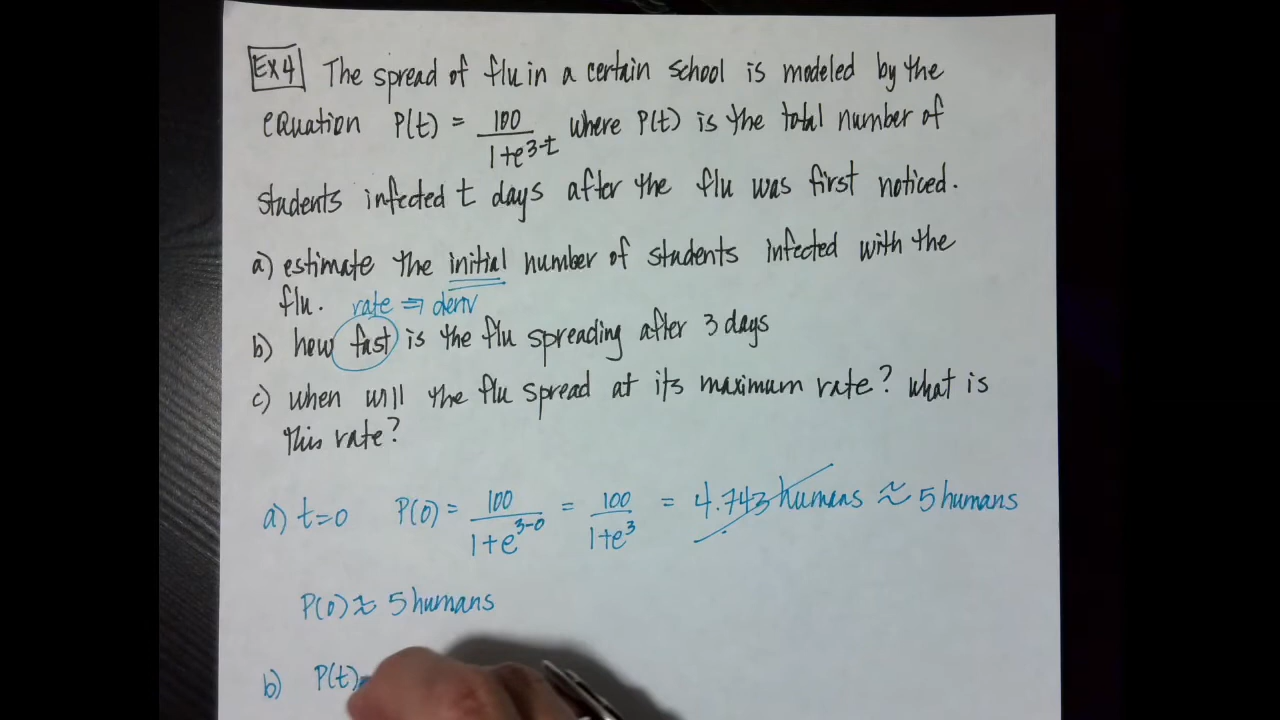 Ex4 The spread of flu in a certain school is modeled by the
equation P(t) = 100/(1+e^(3-t)) where P(t) is the total number of
students infected t days after the flu was first noticed.
a) estimate the initial number of students infected with the
flu. rate ⇒ deriv
b) how fast is the flu spreading after 3 days
c) when will the flu spread at its maximum rate? what is
this rate?
a) t=0 P(0) = 100/(1+e^(3-0)) = 100/(1+e^3) = 4.743 humans ≈ 5 humans
P(0) ≈ 5 humans
b) P(t)=